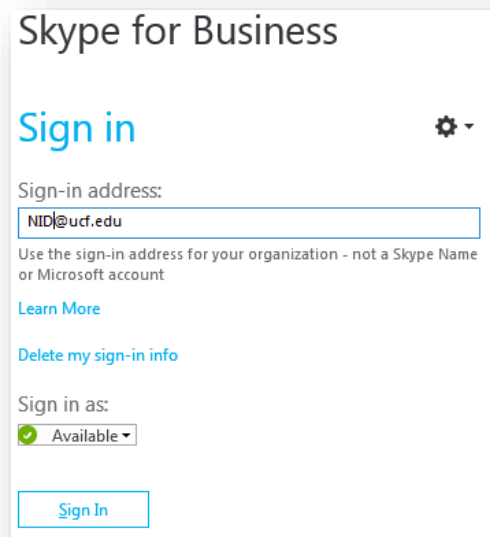 Skype for Business
Sign in
Sign-in address:
NID@ucf.edu
Use the sign-in address for your organization - not a Skype Name
or Microsoft account
Learn More
Delete my sign-in info
Sign in as:
Available
Sign In